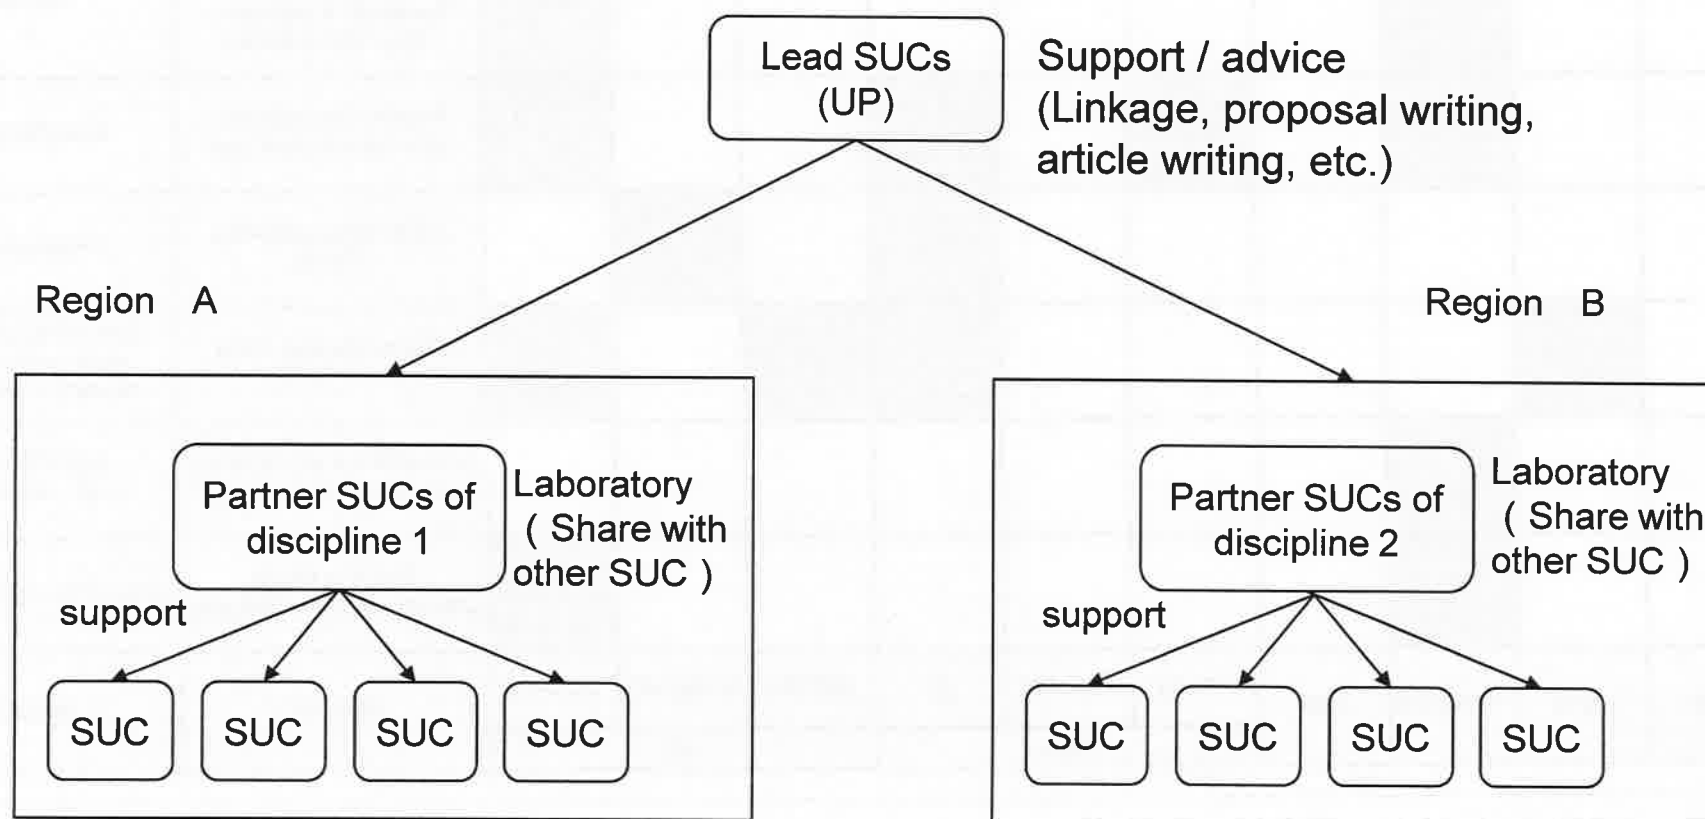 Lead SUCs
(UP)
Support / advice
(Linkage, proposal writing,
article writing, etc.)
Region A
Region B
Partner SUCs of
discipline 1
Laboratory
( Share with
other SUC )
support
SUC
SUC
SUC
SUC
Partner SUCs of
discipline 2
Laboratory
( Share with
other SUC )
support
SUC
SUC
SUC
SUC